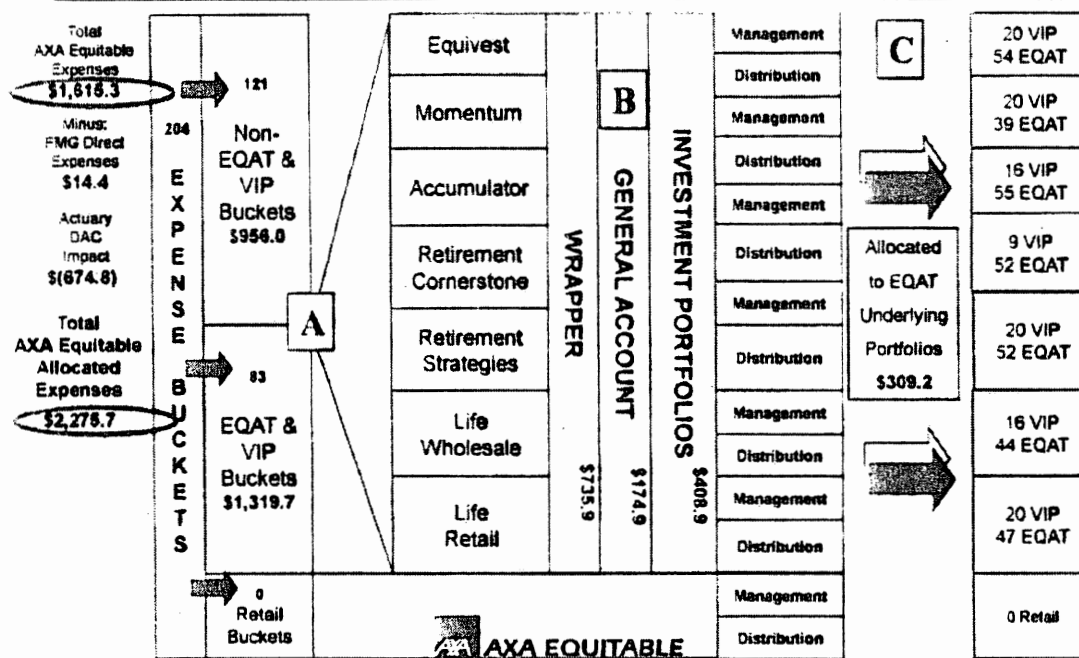 Total
AXA Equitable
Expenses
$1,615.3
Minus:
FMG Direct
Expenses
$14.4
Actuary
DAC
Impact
$(674.8)
Total
AXA Equitable
Allocated
Expenses
$2,275.7
204
EXPENSE BUCKETS
121
Non-
EQAT &
VIP
Buckets
$956.0
83
EQAT &
VIP
Buckets
$1,319.7
0
Retail
Buckets
A
Equivest
Momentum
Accumulator
Retirement
Cornerstone
Retirement
Strategies
Life
Wholesale
Life
Retail
WRAPPER
$735.9
B
GENERAL ACCOUNT
$174.9
INVESTMENT PORTFOLIOS
$408.9
Management
Distribution
Management
Distribution
Management
Distribution
Management
Distribution
Management
Distribution
Management
Distribution
Management
Distribution
C
Allocated
to EQAT
Underlying
Portfolios
$309.2
20 VIP
54 EQAT
20 VIP
39 EQAT
16 VIP
55 EQAT
9 VIP
52 EQAT
20 VIP
52 EQAT
16 VIP
44 EQAT
20 VIP
47 EQAT
0 Retail
AXA AXA EQUITABLE